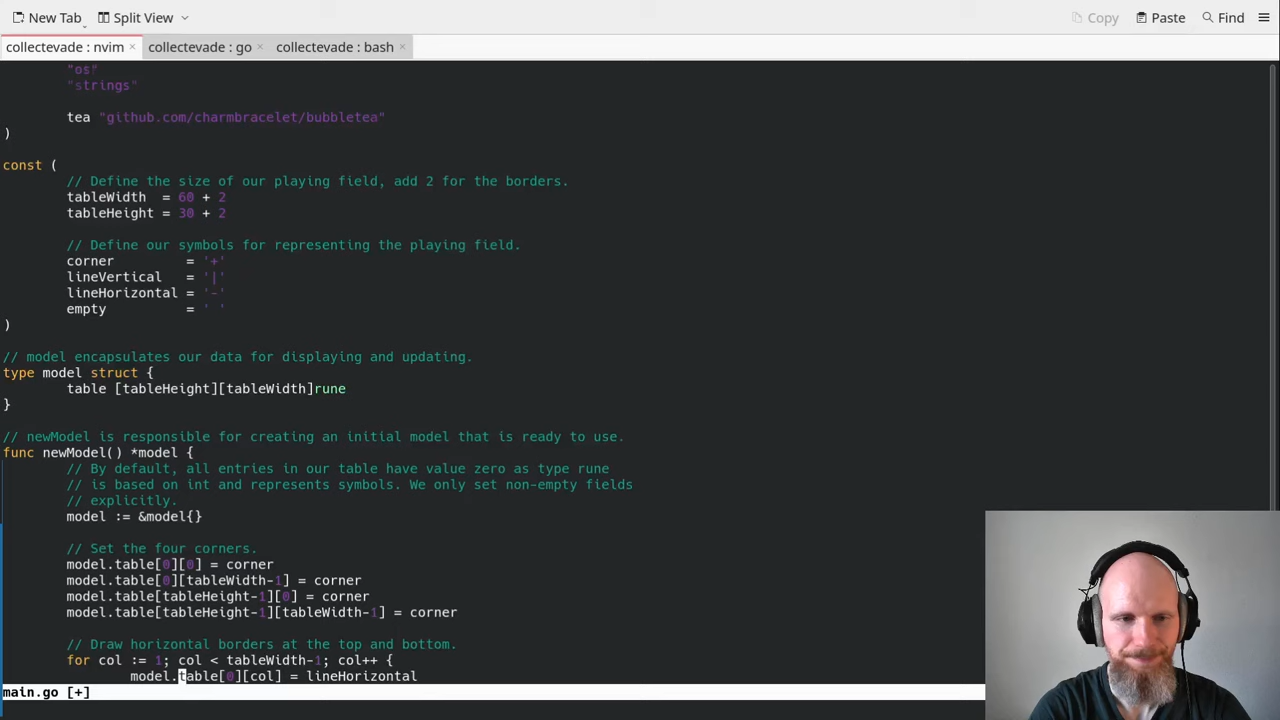 New Tab Split View Copy Paste Find
collectevade : nvim × collectevade : go × collectevade : bash ×
"os"
"strings"
tea "github.com/charmbracelet/bubbletea"
)
const (
// Define the size of our playing field, add 2 for the borders.
tableWidth = 60 + 2
tableHeight = 30 + 2
// Define our symbols for representing the playing field.
corner = '+'
lineVertical = '|'
lineHorizontal = '-'
empty = ' '
)
// model encapsulates our data for displaying and updating.
type model struct {
table [tableHeight][tableWidth]rune
}
// newModel is responsible for creating an initial model that is ready to use.
func newModel() *model {
// By default, all entries in our table have value zero as type rune
// is based on int and represents symbols. We only set non-empty fields
// explicitly.
model := &model{}
// Set the four corners.
model.table[0][0] = corner
model.table[0][tableWidth-1] = corner
model.table[tableHeight-1][0] = corner
model.table[tableHeight-1][tableWidth-1] = corner
// Draw horizontal borders at the top and bottom.
for col := 1; col < tableWidth-1; col++ {
model.table[0][col] = lineHorizontal
main.go [+]